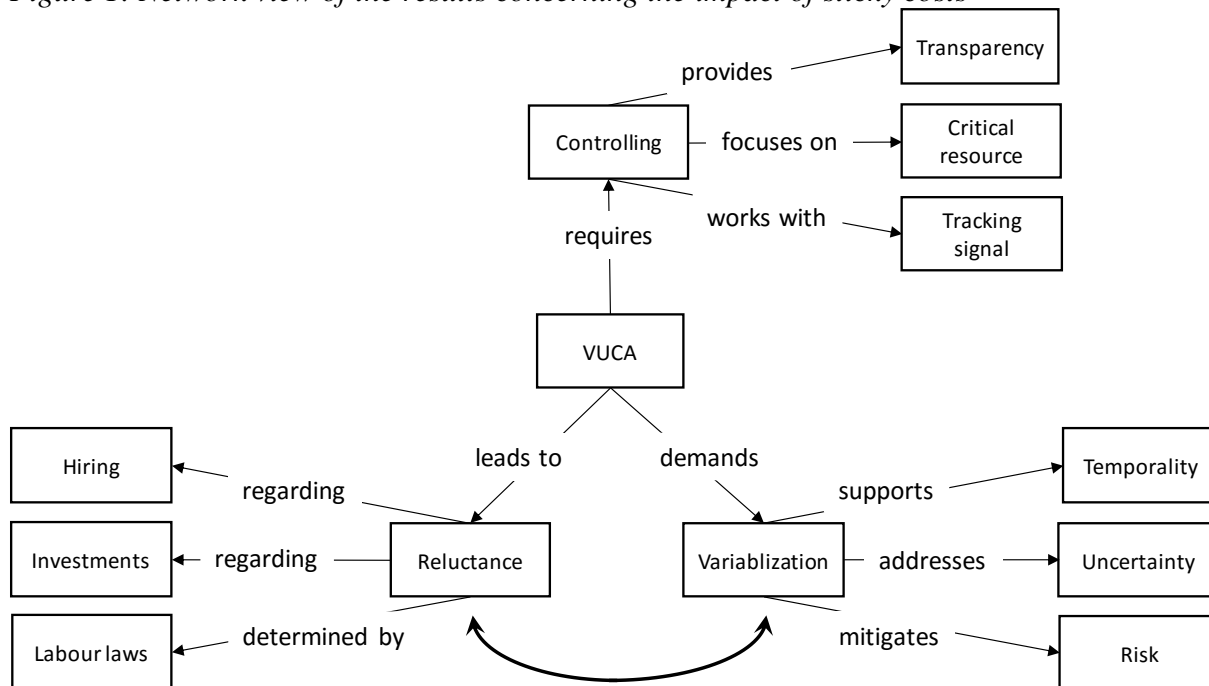 Figure 1: Network view of the results concerning the impact of sticky costs
Transparency
provides
Controlling
focuses on
Critical
resource
works with
Tracking
signal
requires
VUCA
leads to
demands
Hiring
regarding
supports
Temporality
Investments
regarding
Reluctance
Variablization
addresses
Uncertainty
Labour laws
determined by
mitigates
Risk